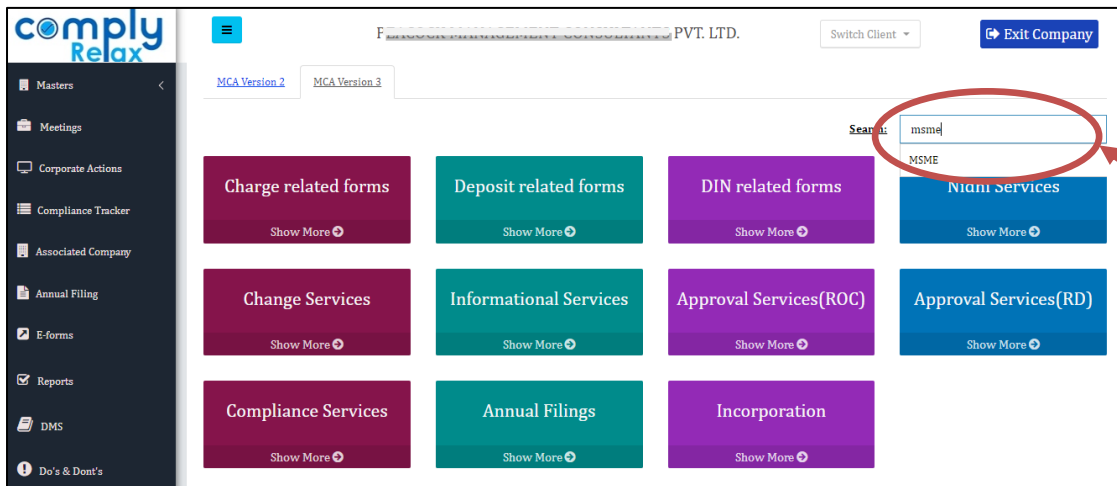 comply
Relax
Switch Client
Exit Company
PEACOCK MANAGEMENT CONSULTANTS PVT. LTD.
MCA Version 2
MCA Version 3
Search:
msme
MSME
Masters
Meetings
Corporate Actions
Compliance Tracker
Associated Company
Annual Filing
E-forms
Reports
DMS
Do's & Dont's
Charge related forms
Show More
Deposit related forms
Show More
DIN related forms
Show More
Nidhi Services
Show More
Change Services
Show More
Informational Services
Show More
Approval Services(ROC)
Show More
Approval Services(RD)
Show More
Compliance Services
Show More
Annual Filings
Show More
Incorporation
Show More